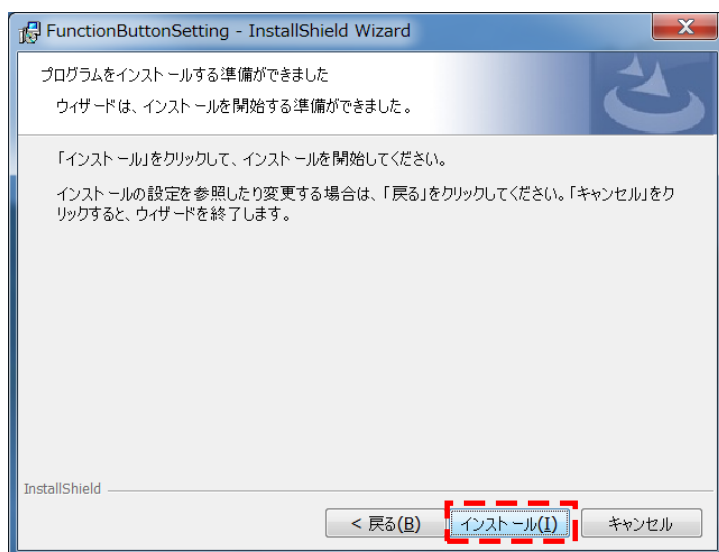 FunctionButtonSetting - InstallShield Wizard
プログラムをインストールする準備ができました
ウィザードは、インストールを開始する準備ができました。
「インストール」をクリックして、インストールを開始してください。
インストールの設定を参照したり変更する場合は、「戻る」をクリックしてください。「キャンセル」をク
リックすると、ウィザードを終了します。
InstallShield
< 戻る(B)
インストール(I)
キャンセル